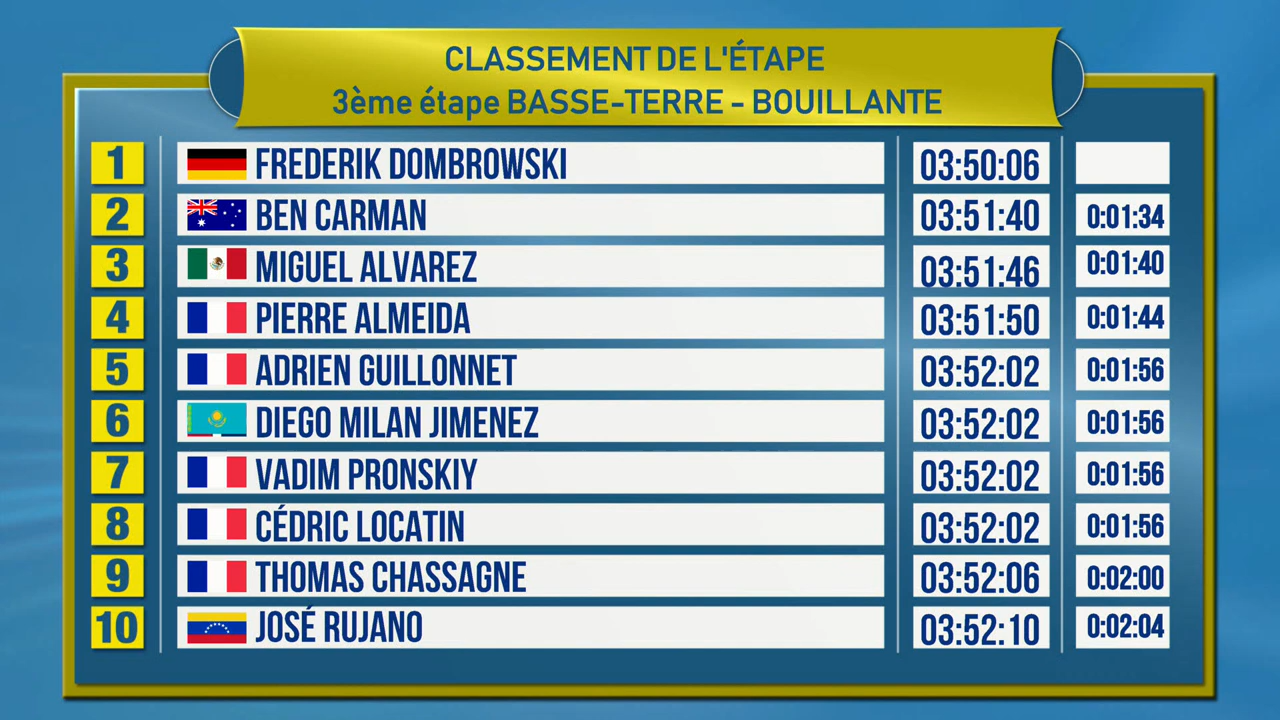 CLASSEMENT DE L'ÉTAPE
3ème étape BASSE-TERRE - BOUILLANTE
1 FREDERIK DOMBROWSKI 03:50:06
2 BEN CARMAN 03:51:40 0:01:34
3 MIGUEL ALVAREZ 03:51:46 0:01:40
4 PIERRE ALMEIDA 03:51:50 0:01:44
5 ADRIEN GUILLONNET 03:52:02 0:01:56
6 DIEGO MILAN JIMENEZ 03:52:02 0:01:56
7 VADIM PRONSKIY 03:52:02 0:01:56
8 CÉDRIC LOCATIN 03:52:02 0:01:56
9 THOMAS CHASSAGNE 03:52:06 0:02:00
10 JOSÉ RUJANO 03:52:10 0:02:04